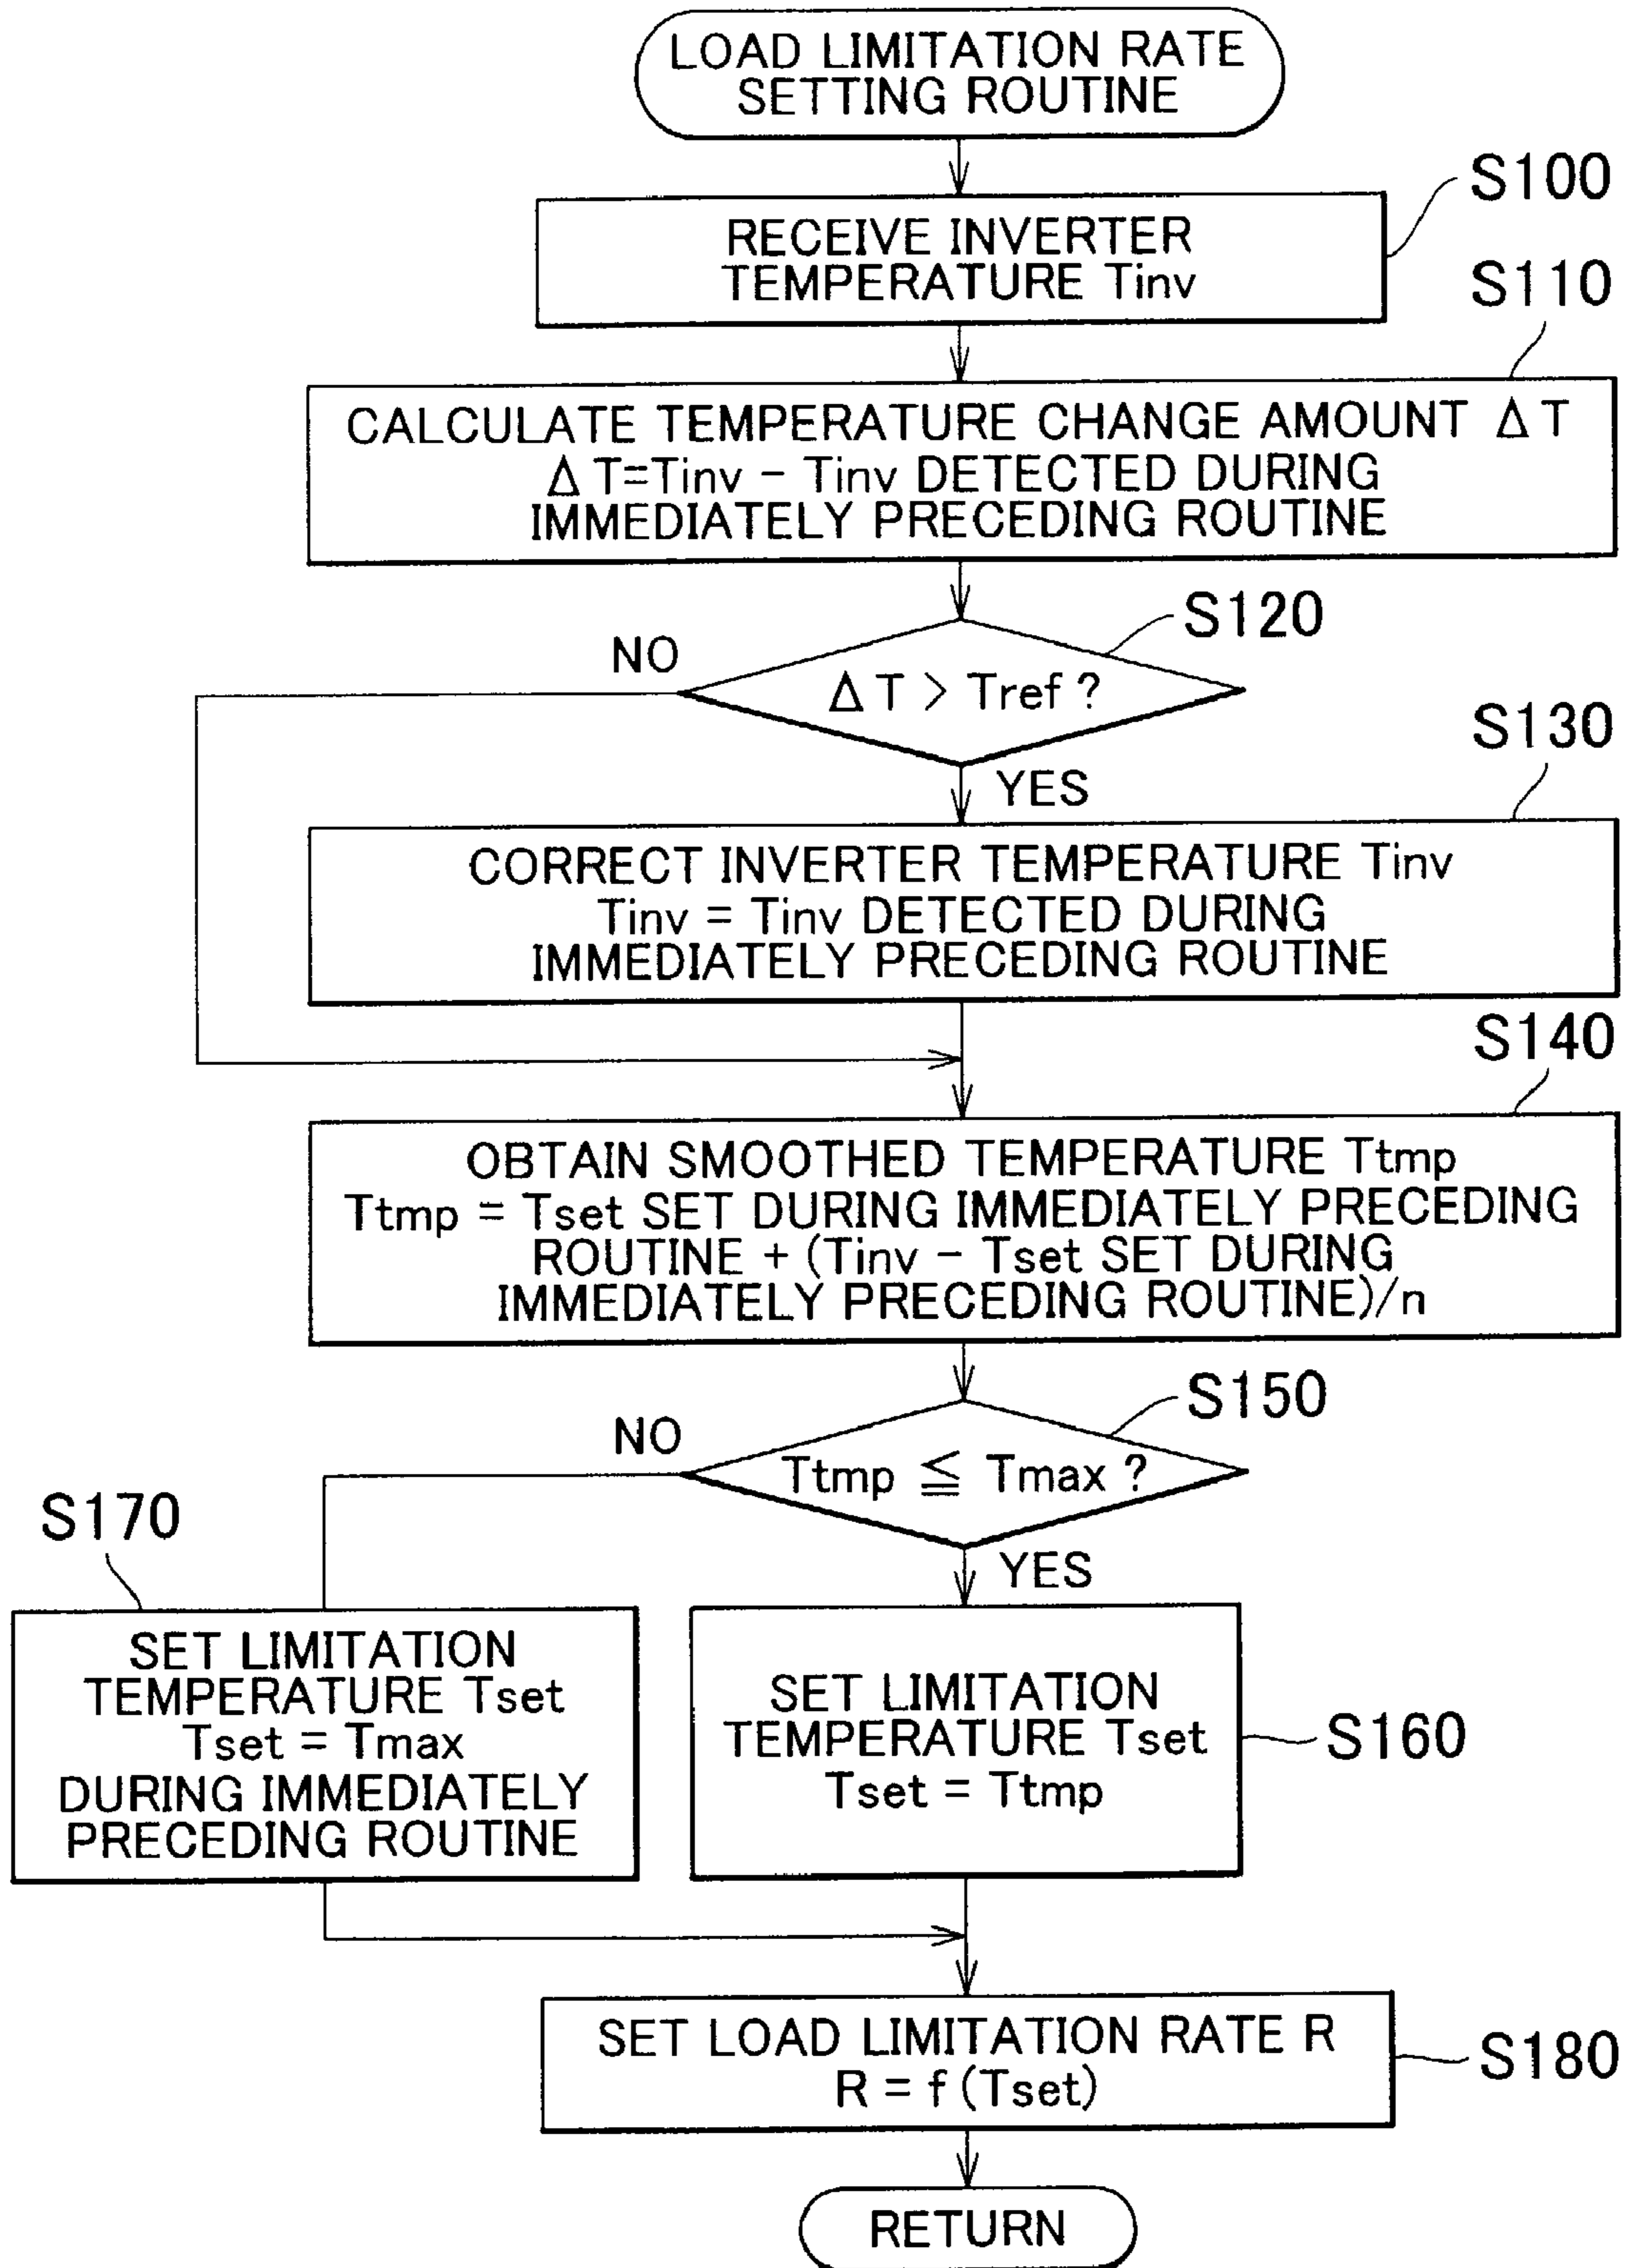 LOAD LIMITATION RATE
SETTING ROUTINE
S100
RECEIVE INVERTER
TEMPERATURE Tinv
S110
CALCULATE TEMPERATURE CHANGE AMOUNT Δ T
Δ T=Tinv − Tinv DETECTED DURING
IMMEDIATELY PRECEDING ROUTINE
S120
NO
Δ T > Tref ?
YES
S130
CORRECT INVERTER TEMPERATURE Tinv
Tinv = Tinv DETECTED DURING
IMMEDIATELY PRECEDING ROUTINE
S140
OBTAIN SMOOTHED TEMPERATURE Ttmp
Ttmp = Tset SET DURING IMMEDIATELY PRECEDING
ROUTINE + (Tinv − Tset SET DURING
IMMEDIATELY PRECEDING ROUTINE)/n
S150
NO
Ttmp ≦ Tmax ?
YES
S170
SET LIMITATION
TEMPERATURE Tset
Tset = Tmax
DURING IMMEDIATELY
PRECEDING ROUTINE
SET LIMITATION
TEMPERATURE Tset
Tset = Ttmp
S160
SET LOAD LIMITATION RATE R
R = f (Tset)
S180
RETURN